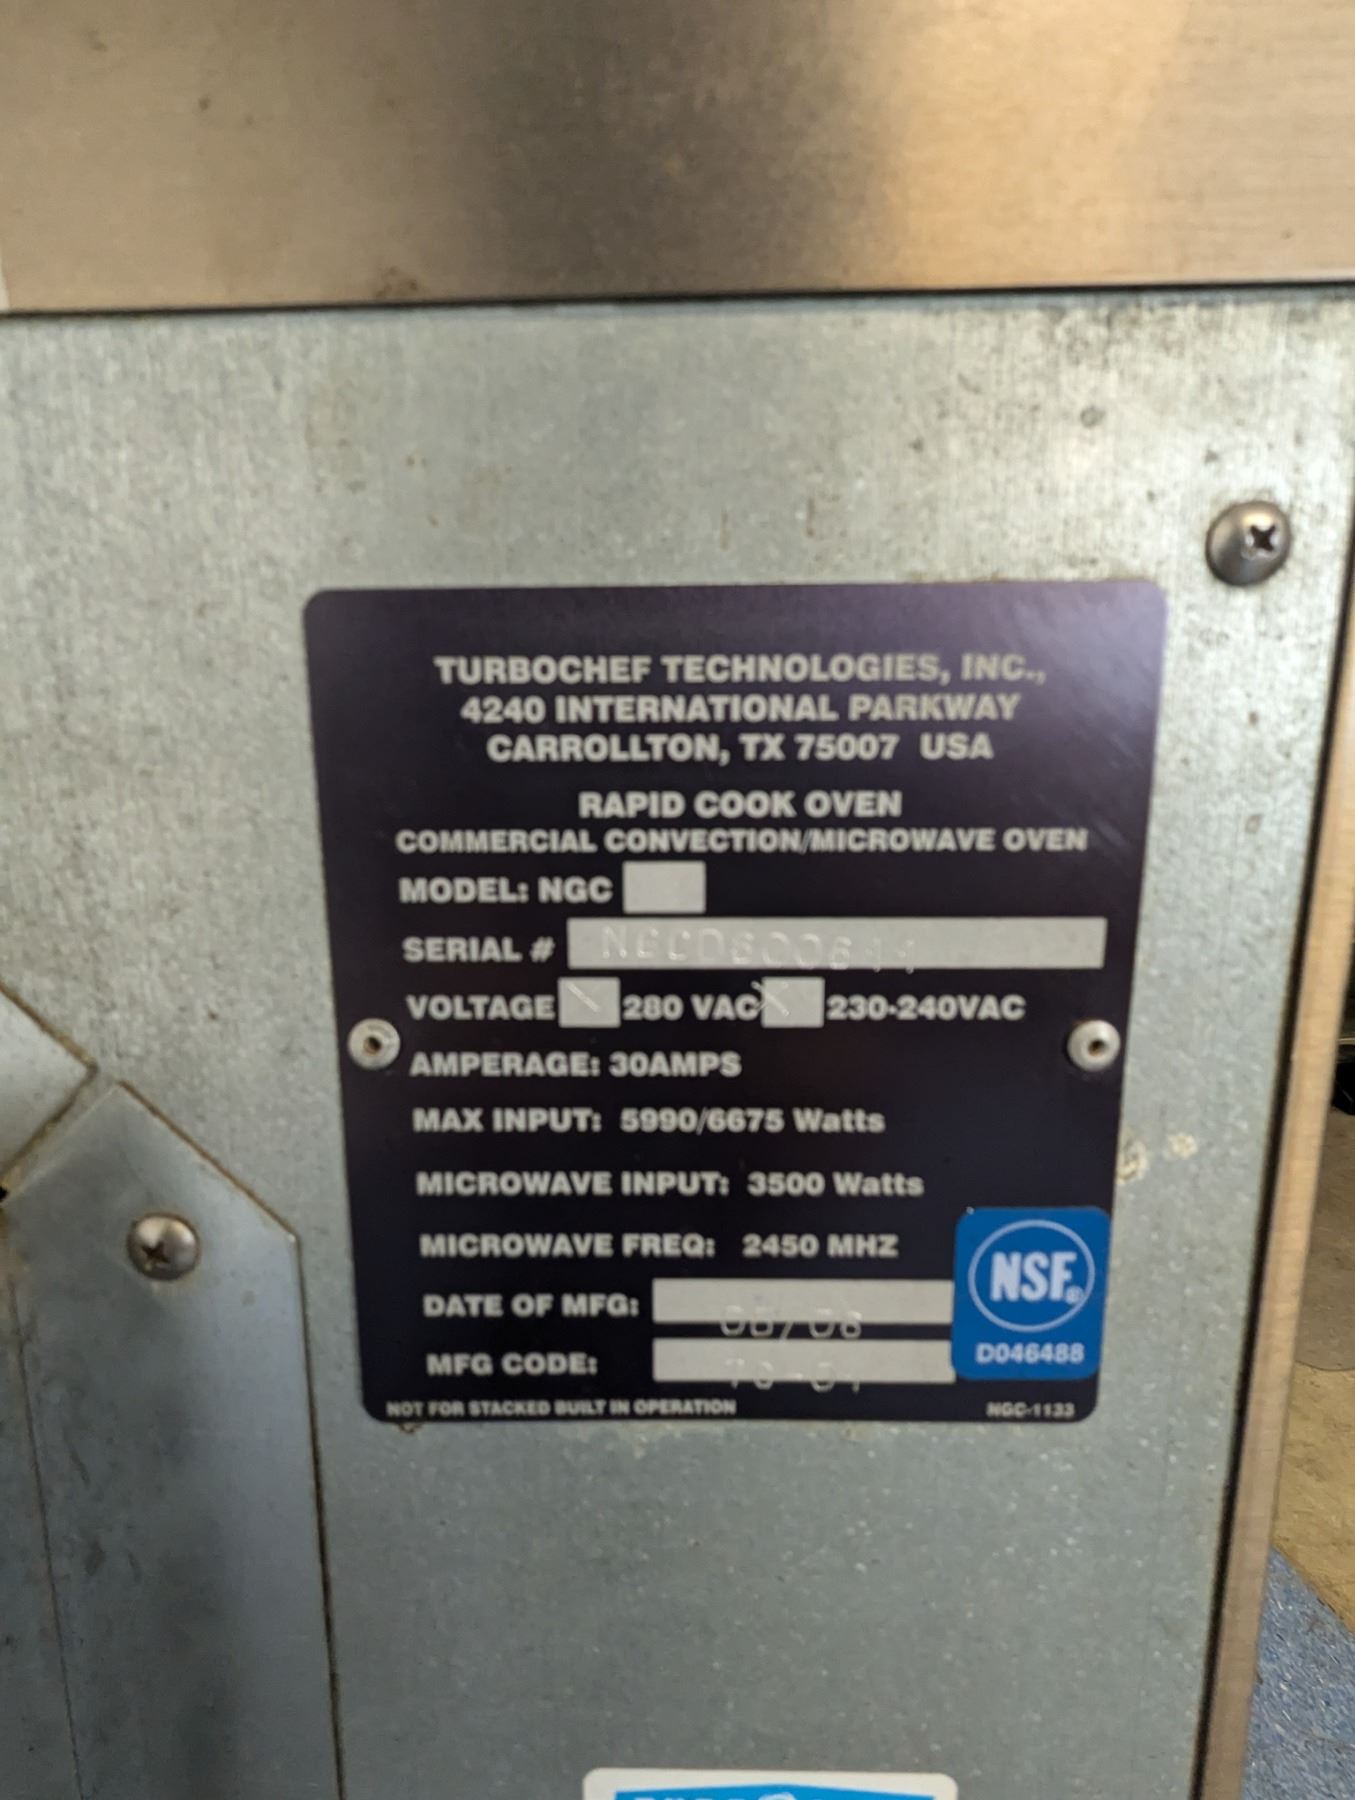 TURBOCHEF TECHNOLOGIES, INC.,
4240 INTERNATIONAL PARKWAY
CARROLLTON, TX 75007 USA
RAPID COOK OVEN
COMMERCIAL CONVECTION/MICROWAVE OVEN
MODEL: NGC
SERIAL #
VOLTAGE 280 VAC 230-240VAC
AMPERAGE: 30AMPS
MAX INPUT: 5990/6675 Watts
MICROWAVE INPUT: 3500 Watts
MICROWAVE FREQ: 2450 MHZ
DATE OF MFG:
MFG CODE:
NSF®
D046488
NOT FOR STACKED BUILT IN OPERATION NGC-1133